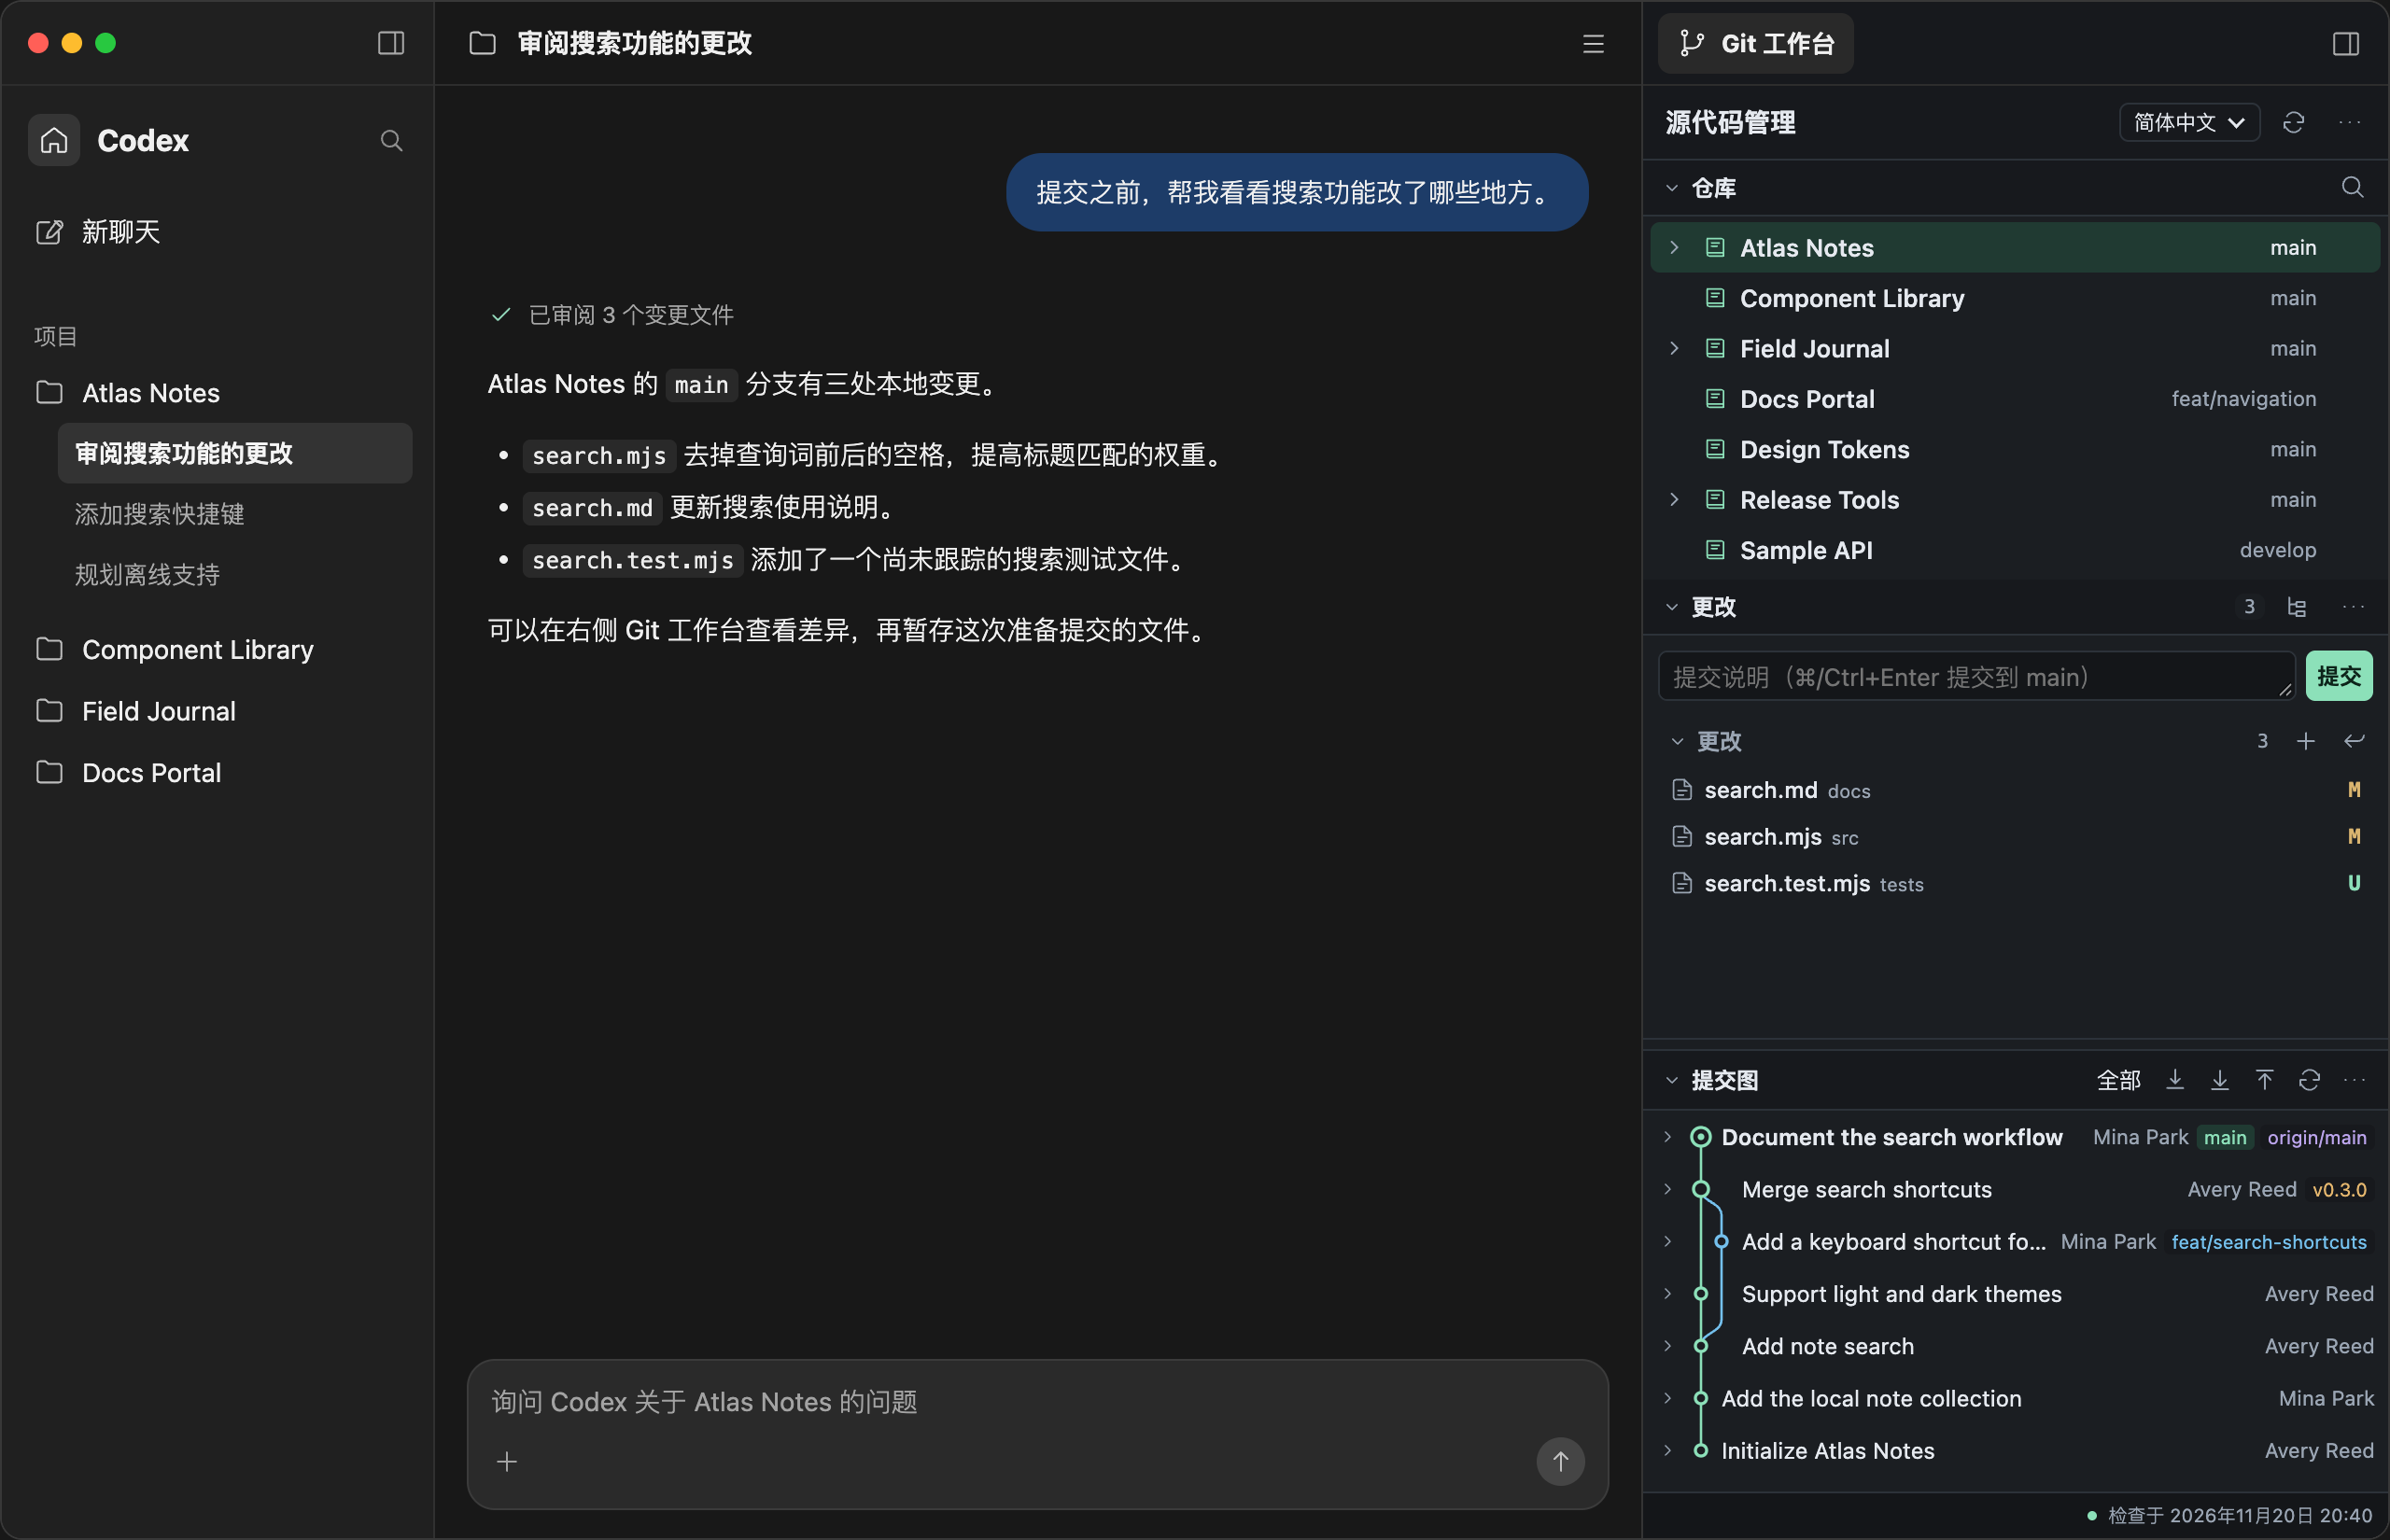 Codex
新聊天
项目
Atlas Notes
审阅搜索功能的更改
添加搜索快捷键
规划离线支持
Component Library
Field Journal
Docs Portal
审阅搜索功能的更改
提交之前，帮我看看搜索功能改了哪些地方。
已审阅 3 个变更文件
Atlas Notes 的 main 分支有三处本地变更。
• search.mjs 去掉查询词前后的空格，提高标题匹配的权重。
• search.md 更新搜索使用说明。
• search.test.mjs 添加了一个尚未跟踪的搜索测试文件。
可以在右侧 Git 工作台查看差异，再暂存这次准备提交的文件。
询问 Codex 关于 Atlas Notes 的问题
Git 工作台
源代码管理 简体中文
仓库
Atlas Notes main
Component Library main
Field Journal main
Docs Portal feat/navigation
Design Tokens main
Release Tools main
Sample API develop
更改 3
提交说明（⌘/Ctrl+Enter 提交到 main） 提交
更改 3
search.md docs M
search.mjs src M
search.test.mjs tests U
提交图 全部
Document the search workflow Mina Park main origin/main
Merge search shortcuts Avery Reed v0.3.0
Add a keyboard shortcut fo... Mina Park feat/search-shortcuts
Support light and dark themes Avery Reed
Add note search Avery Reed
Add the local note collection Mina Park
Initialize Atlas Notes Avery Reed
检查于 2026年11月20日 20:40